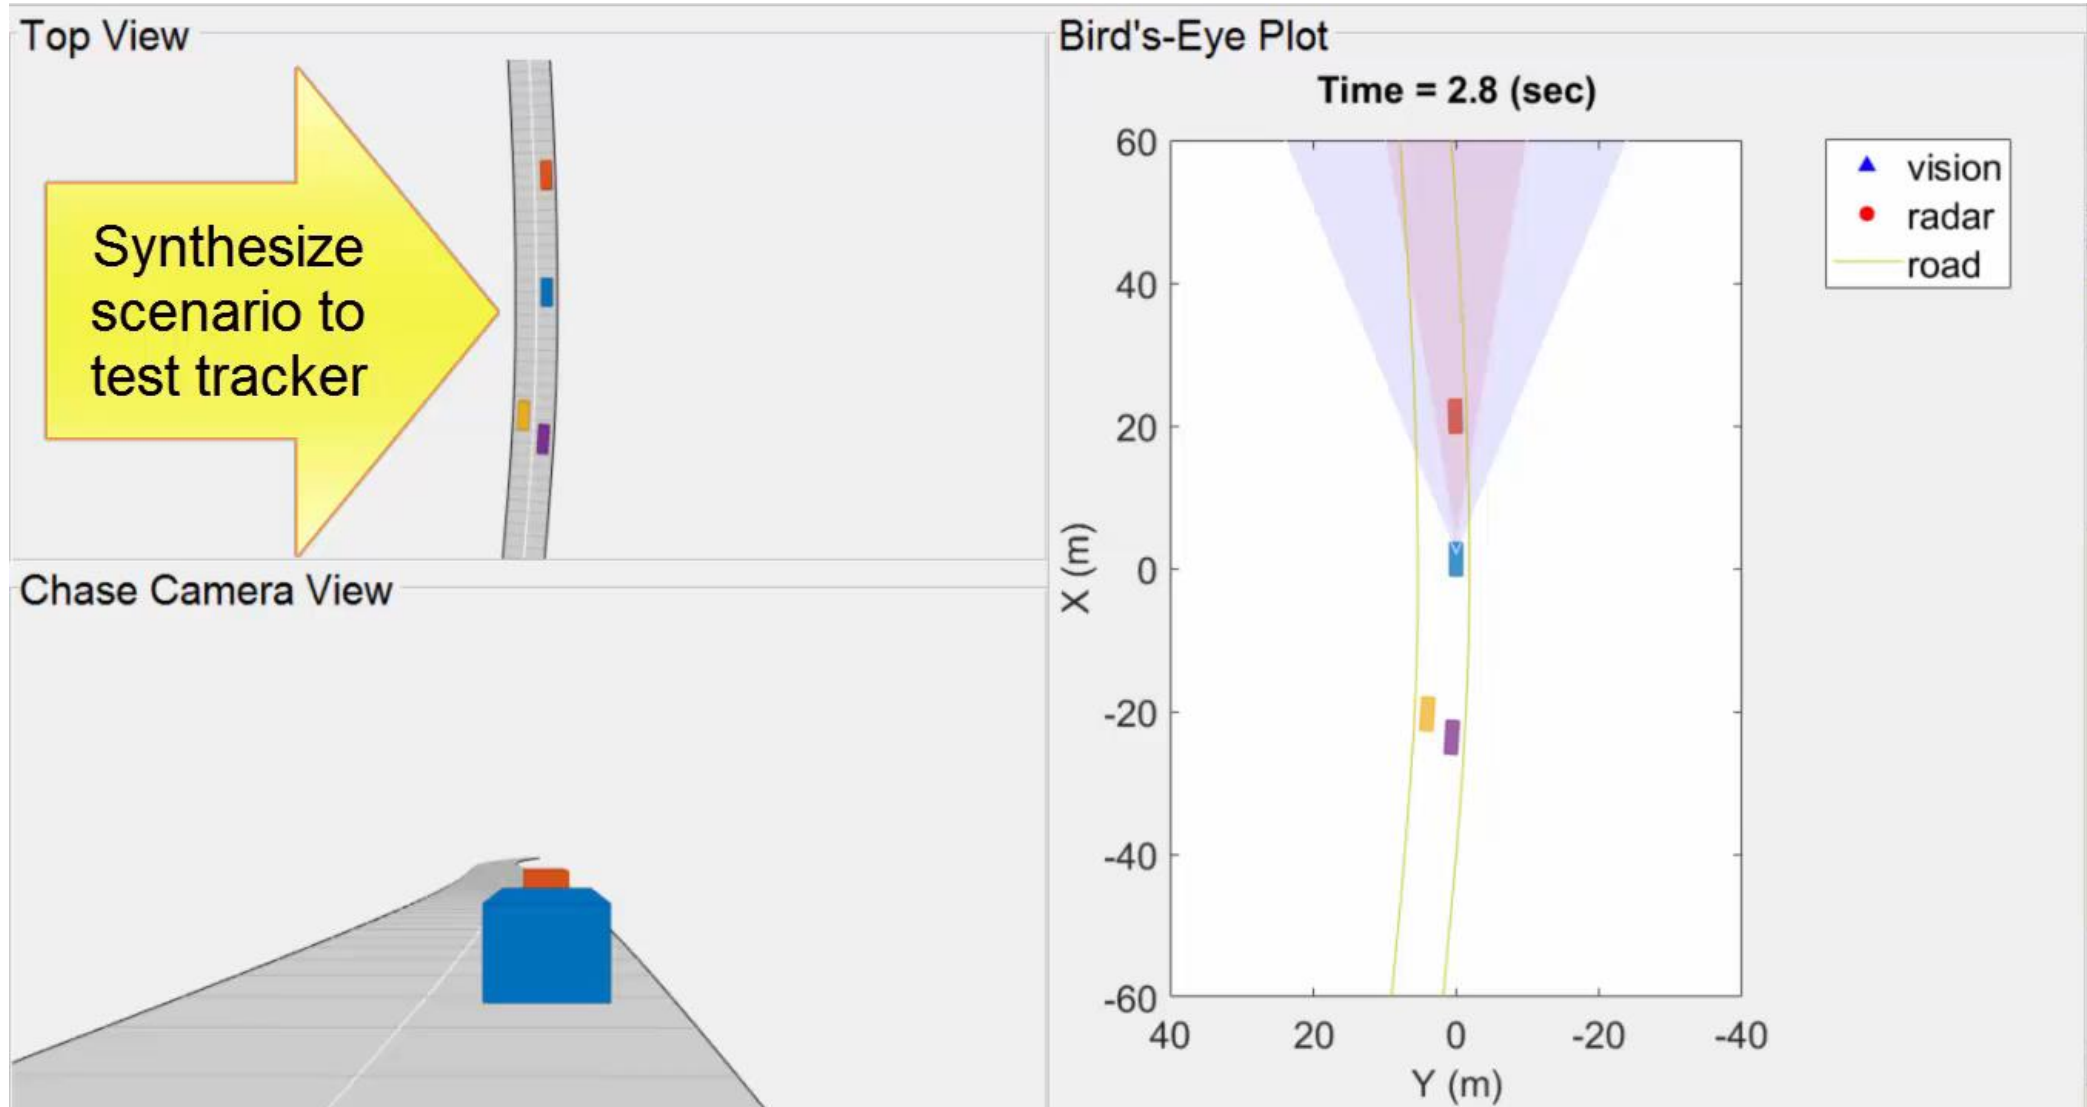 Top View
Synthesize
scenario to
test tracker
Chase Camera View
Bird's-Eye Plot
Time = 2.8 (sec)
60
40
20
0
-20
-40
-60
X (m)
40 20 0 -20 -40
Y (m)
vision
radar
road